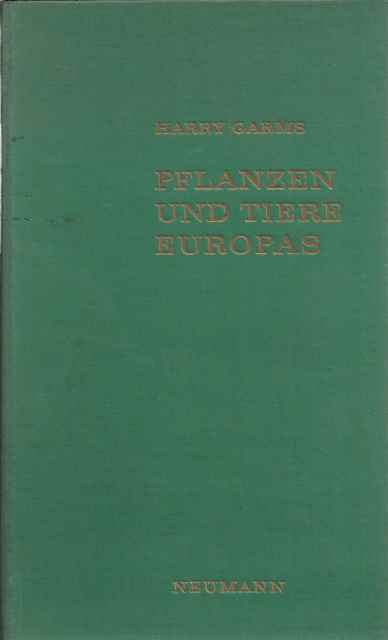 HARRY GARMS
PFLANZEN
UND TIERE
EUROPAS
NEUMANN